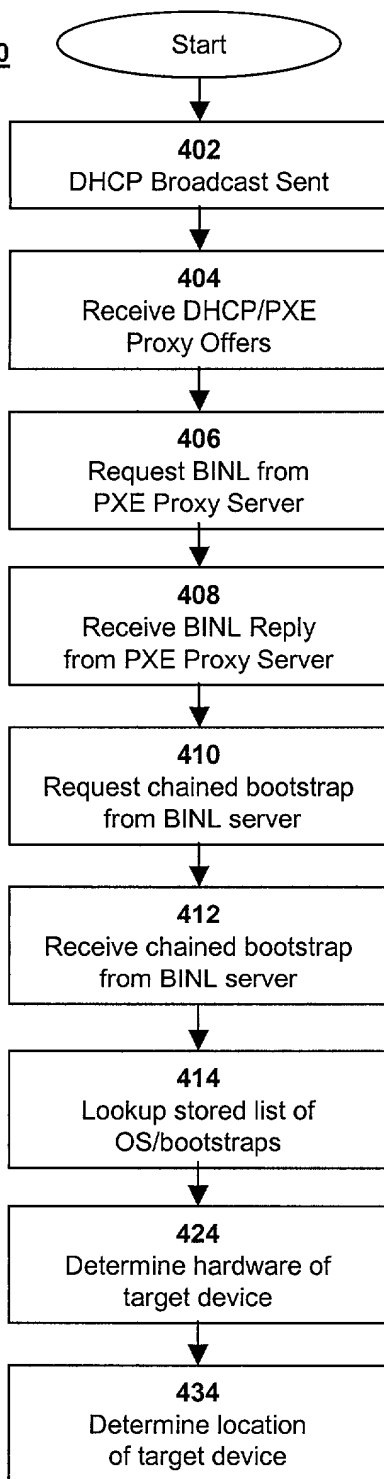 0
Start
402
DHCP Broadcast Sent
404
Receive DHCP/PXE
Proxy Offers
406
Request BINL from
PXE Proxy Server
408
Receive BINL Reply
from PXE Proxy Server
410
Request chained bootstrap
from BINL server
412
Receive chained bootstrap
from BINL server
414
Lookup stored list of
OS/bootstraps
424
Determine hardware of
target device
434
Determine location
of target device